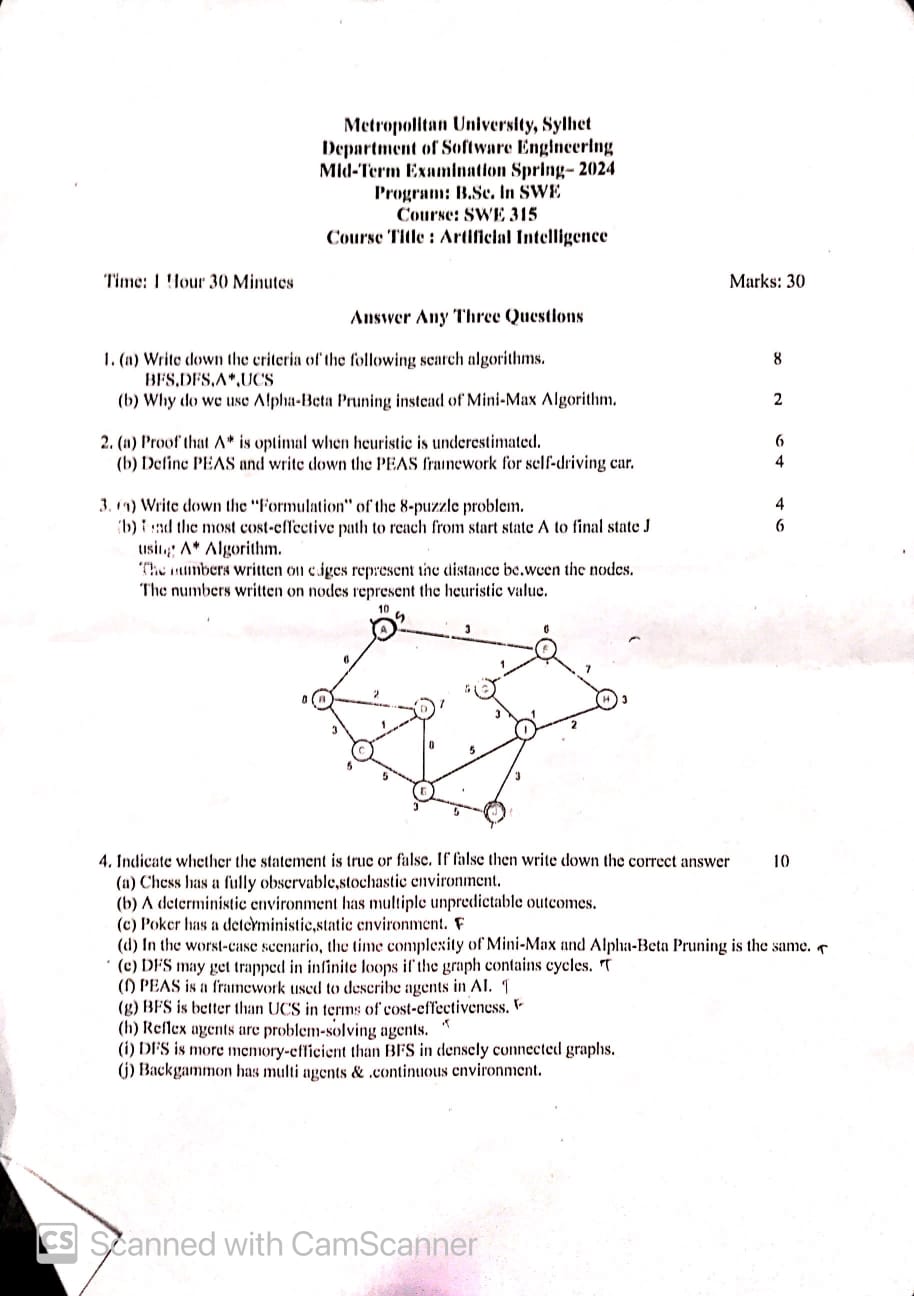 Metropolitan University, Sylhet
Department of Software Engineering
Mid-Term Examination Spring– 2024
Program: B.Sc. in SWE
Course: SWE 315
Course Title : Artificial Intelligence
Time: 1 Hour 30 Minutes Marks: 30
Answer Any Three Questions
1. (a) Write down the criteria of the following search algorithms. 8
BFS,DFS,A*,UCS
(b) Why do we use Alpha-Beta Pruning instead of Mini-Max Algorithm. 2
2. (a) Proof that A* is optimal when heuristic is underestimated. 6
(b) Define PEAS and write down the PEAS framework for self-driving car. 4
3. (a) Write down the "Formulation" of the 8-puzzle problem. 4
(b) Find the most cost-effective path to reach from start state A to final state J 6
using A* Algorithm.
The numbers written on edges represent the distance between the nodes.
The numbers written on nodes represent the heuristic value.
10
A 3 6
F
6 1 7
5 G
8 B 2 D 7 H 3
3 1 3 1 I 2
C 8 5
5 5 3
E
3 5 J
4. Indicate whether the statement is true or false. If false then write down the correct answer 10
(a) Chess has a fully observable,stochastic environment.
(b) A deterministic environment has multiple unpredictable outcomes.
(c) Poker has a deterministic,static environment. F
(d) In the worst-case scenario, the time complexity of Mini-Max and Alpha-Beta Pruning is the same. T
(e) DFS may get trapped in infinite loops if the graph contains cycles. T
(f) PEAS is a framework used to describe agents in AI. T
(g) BFS is better than UCS in terms of cost-effectiveness. F
(h) Reflex agents are problem-solving agents.
(i) DFS is more memory-efficient than BFS in densely connected graphs.
(j) Backgammon has multi agents & .continuous environment.
CS Scanned with CamScanner